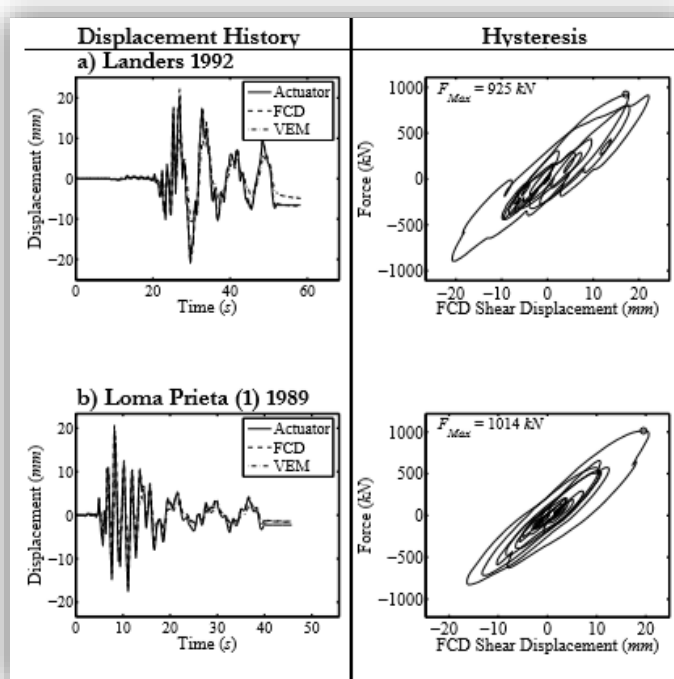 Displacement History
Hysteresis
a) Landers 1992
Displacement (mm)
20
10
0
−10
−20
0
20
40
60
Time (s)
Actuator
FCD
VEM
F_Max = 925 kN
Force (kN)
1000
500
0
−500
−1000
−20
−10
0
10
20
FCD Shear Displacement (mm)
b) Loma Prieta (1) 1989
Displacement (mm)
20
10
0
−10
−20
0
10
20
30
40
50
Time (s)
Actuator
FCD
VEM
F_Max = 1014 kN
Force (kN)
1000
500
0
−500
−1000
−20
−10
0
10
20
FCD Shear Displacement (mm)